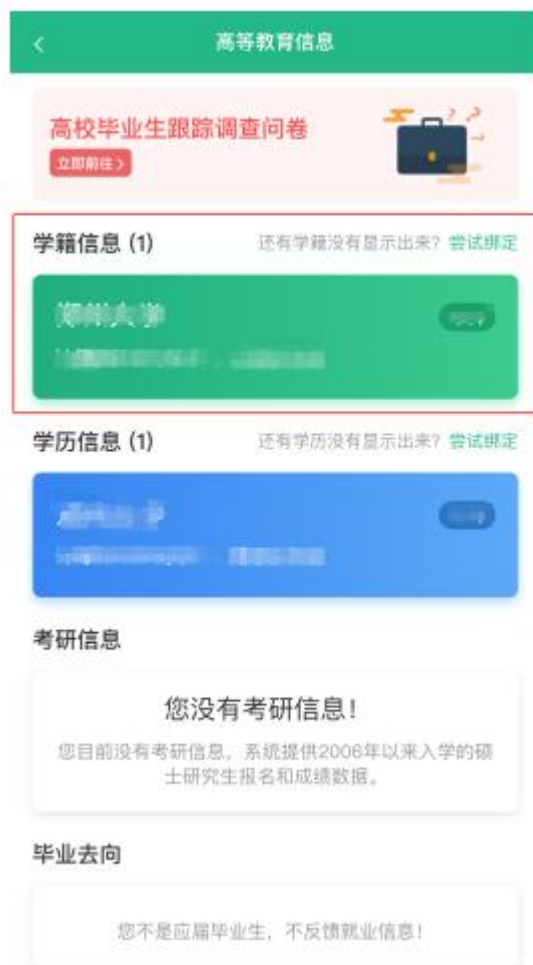 高等教育信息
高校毕业生跟踪调查问卷
立即前往>
学籍信息 (1) 还有学籍没有显示出来? 尝试绑定
学历信息 (1) 还有学历没有显示出来? 尝试绑定
考研信息
您没有考研信息!
您目前没有考研信息, 系统提供2006年以来入学的硕
士研究生报名和成绩数据。
毕业去向
您不是应届毕业生, 不反馈就业信息!